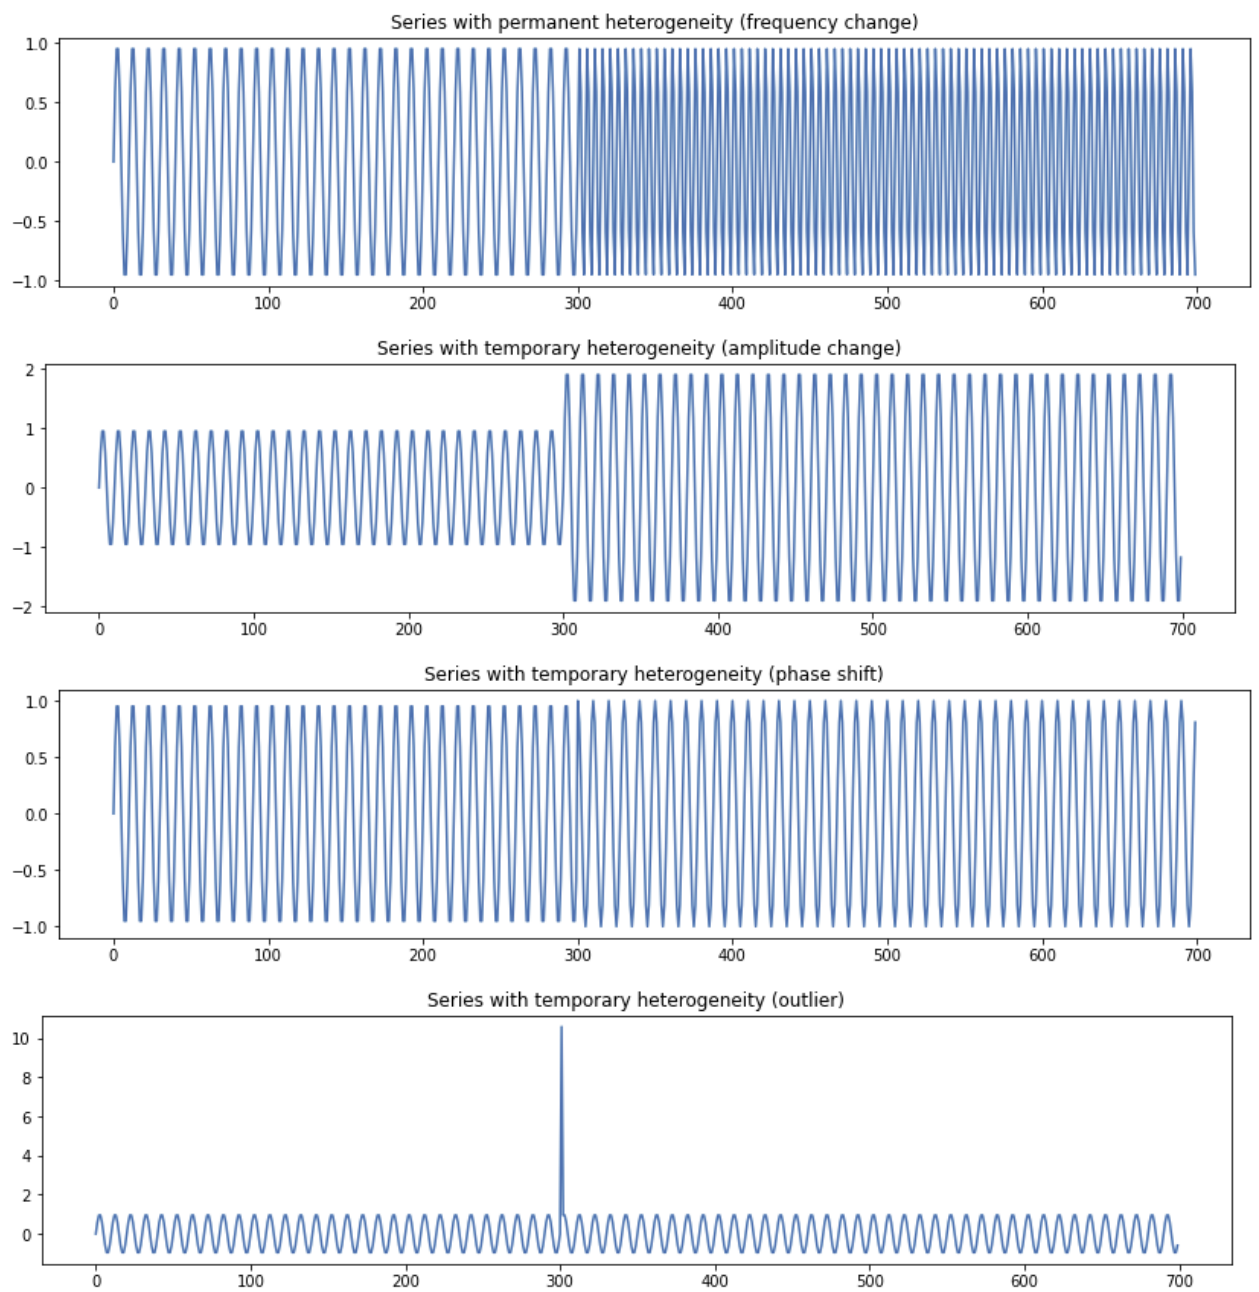 Series with permanent heterogeneity (frequency change)
1.0
0.5
0.0
−0.5
−1.0
0 100 200 300 400 500 600 700
Series with temporary heterogeneity (amplitude change)
2
1
0
−1
−2
0 100 200 300 400 500 600 700
Series with temporary heterogeneity (phase shift)
1.0
0.5
0.0
−0.5
−1.0
0 100 200 300 400 500 600 700
Series with temporary heterogeneity (outlier)
10
8
6
4
2
0
0 100 200 300 400 500 600 700